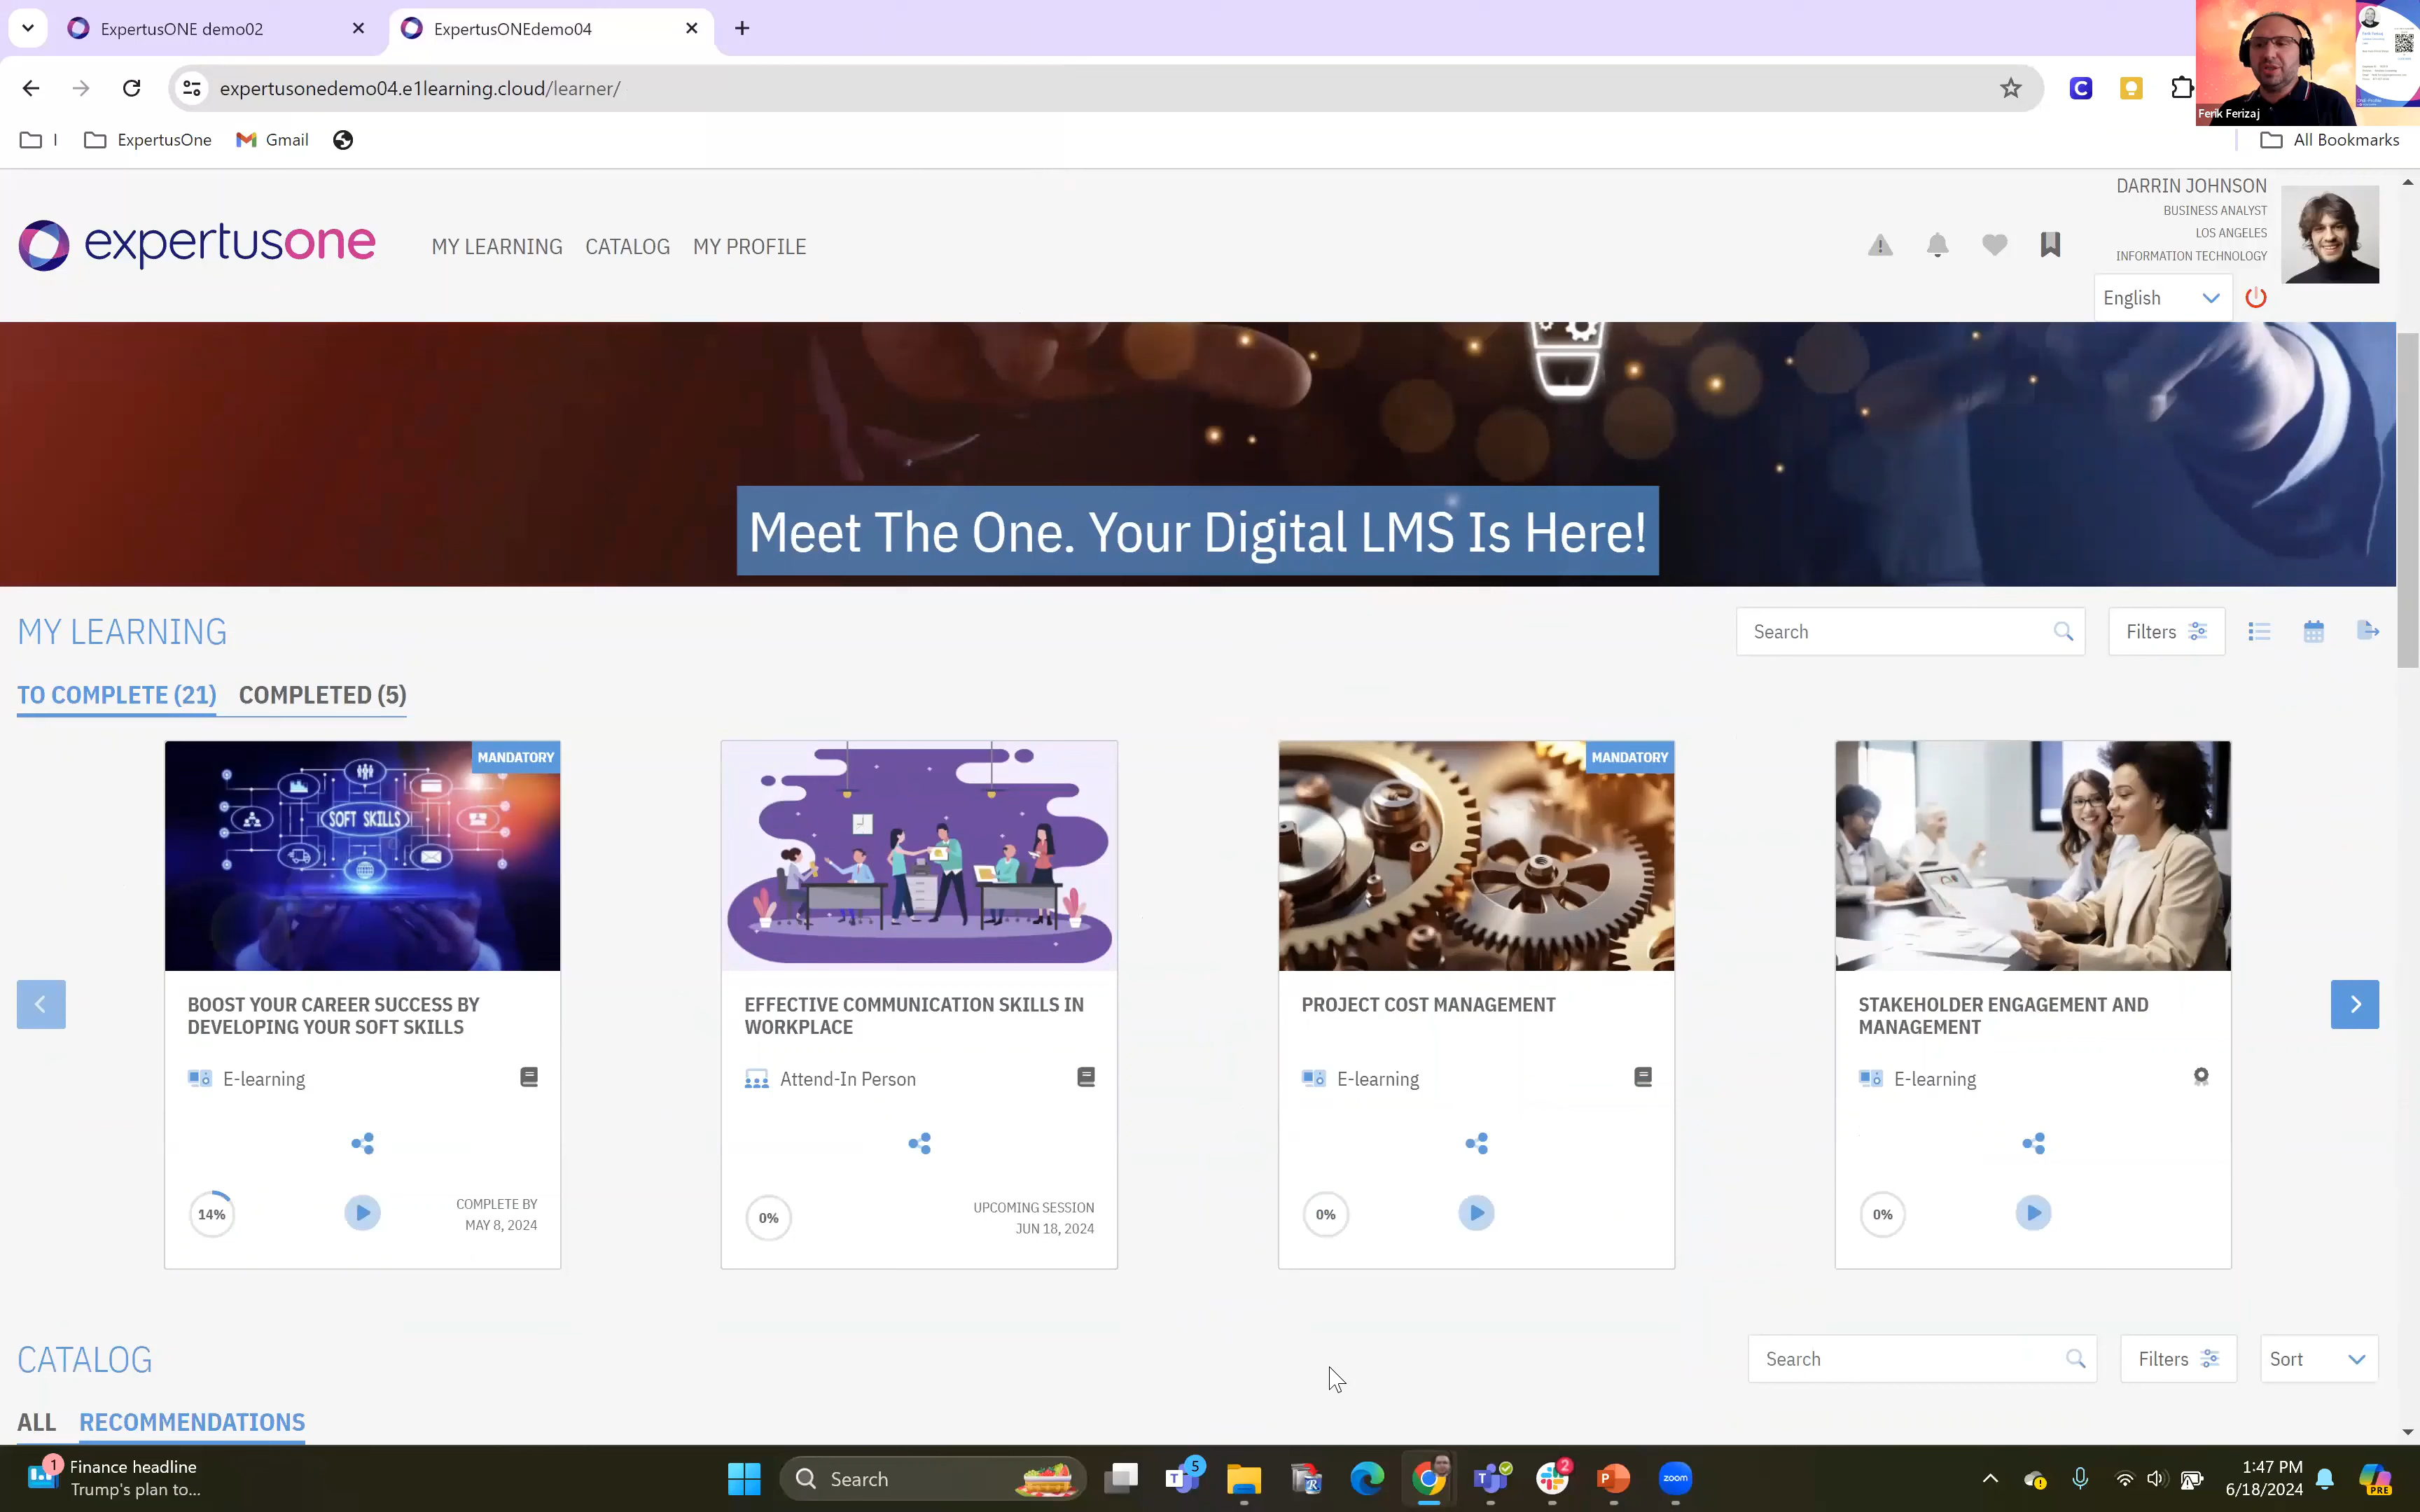 ExpertusONE demo02
ExpertusONEdemo04
expertusonedemo04.e1learning.cloud/learner/
I
ExpertusOne
Gmail
All Bookmarks
Ferik Ferizaj
expertusone
MY LEARNING
CATALOG
MY PROFILE
DARRIN JOHNSON
BUSINESS ANALYST
LOS ANGELES
INFORMATION TECHNOLOGY
English
Meet The One. Your Digital LMS Is Here!
MY LEARNING
Search
Filters
TO COMPLETE (21)
COMPLETED (5)
MANDATORY
SOFT SKILLS
BOOST YOUR CAREER SUCCESS BY
DEVELOPING YOUR SOFT SKILLS
E-learning
14%
COMPLETE BY
MAY 8, 2024
EFFECTIVE COMMUNICATION SKILLS IN
WORKPLACE
Attend-In Person
0%
UPCOMING SESSION
JUN 18, 2024
MANDATORY
PROJECT COST MANAGEMENT
E-learning
0%
STAKEHOLDER ENGAGEMENT AND
MANAGEMENT
E-learning
0%
CATALOG
Search
Filters
Sort
ALL
RECOMMENDATIONS
1
Finance headline
Trump's plan to...
Search
5
2
zoom
1:47 PM
6/18/2024
PRE